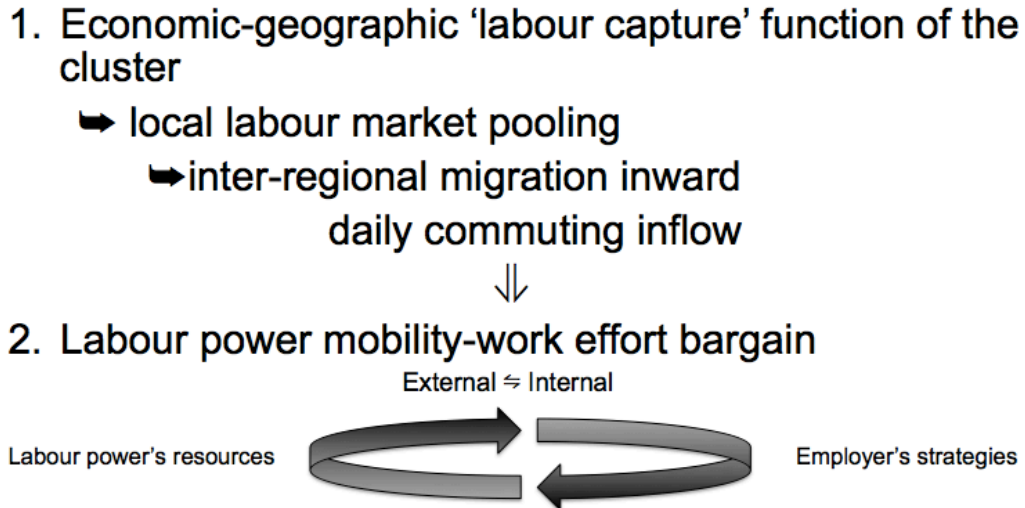 1. Economic-geographic ‘labour capture’ function of the
cluster
➥ local labour market pooling
➥inter-regional migration inward
daily commuting inflow
⇓
2. Labour power mobility-work effort bargain
External ⇋ Internal
Labour power’s resources
Employer’s strategies